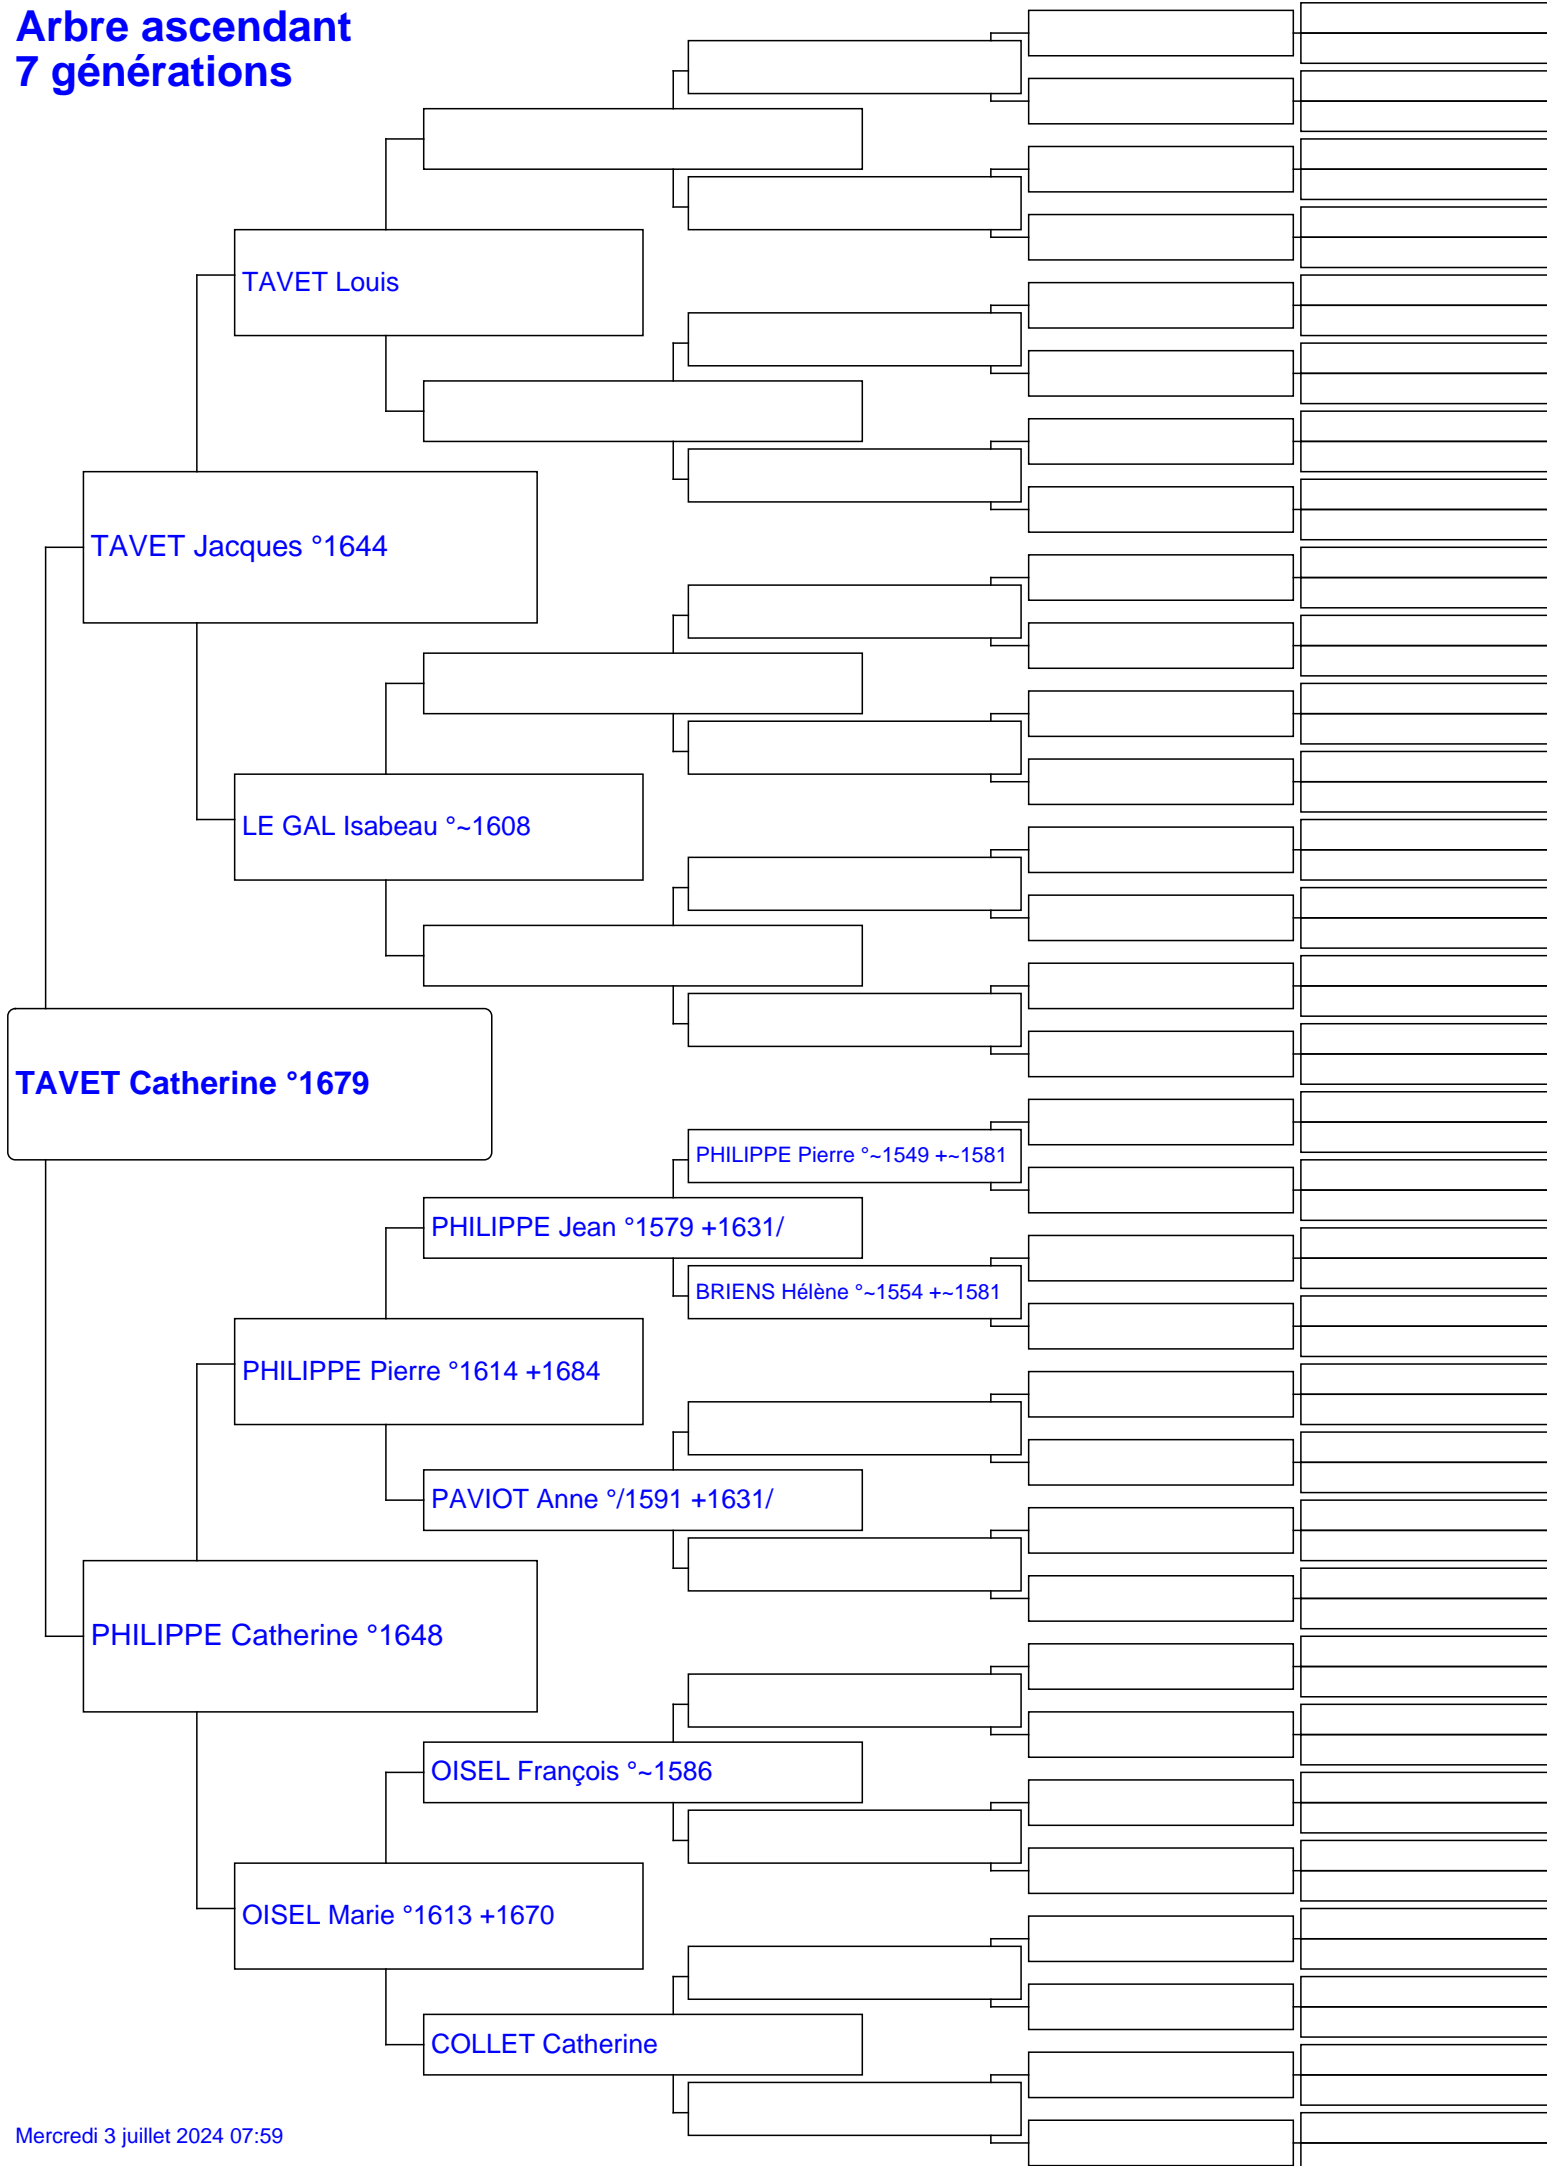 Arbre ascendant
7 générations
TAVET Louis
TAVET Jacques °1644
LE GAL Isabeau °~1608
TAVET Catherine °1679
PHILIPPE Pierre °~1549 +~1581
PHILIPPE Jean °1579 +1631/
BRIENS Hélène °~1554 +~1581
PHILIPPE Pierre °1614 +1684
PAVIOT Anne °/1591 +1631/
PHILIPPE Catherine °1648
OISEL François °~1586
OISEL Marie °1613 +1670
COLLET Catherine
Mercredi 3 juillet 2024 07:59